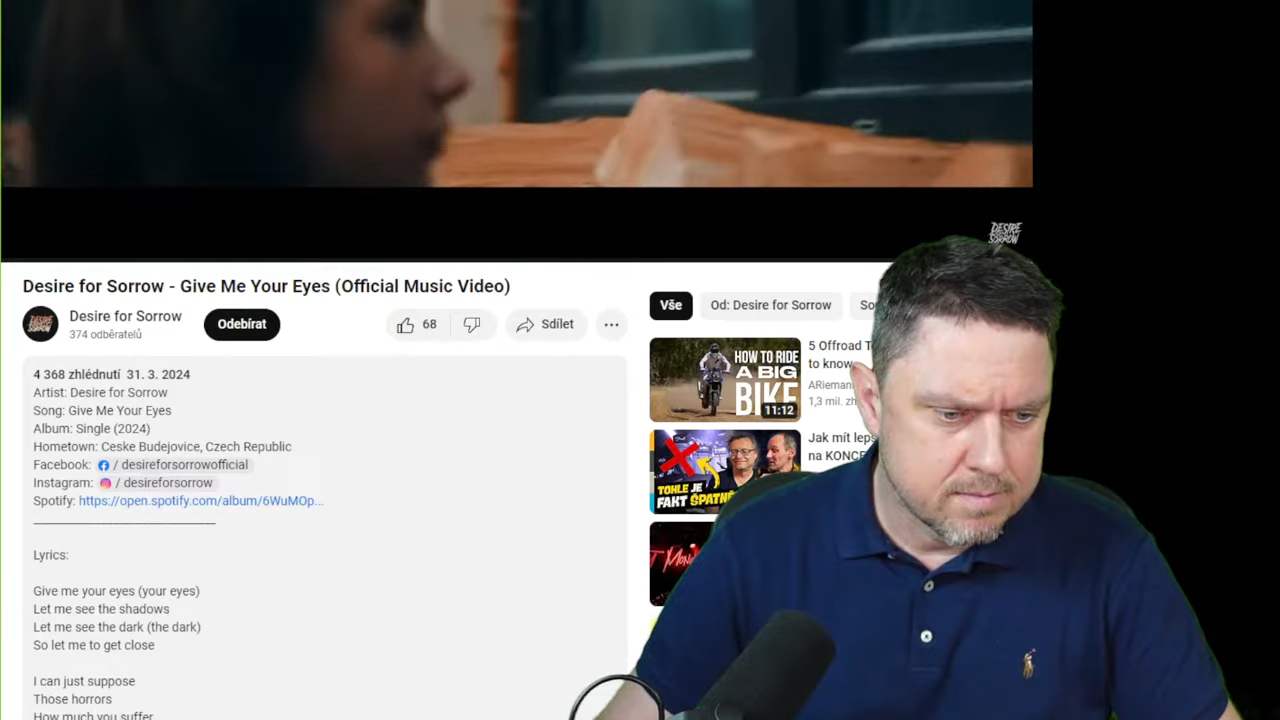 DESIRE
SORROW
Desire for Sorrow - Give Me Your Eyes (Official Music Video)
Desire for Sorrow
374 odběratelů
Odebírat
68
Sdílet
4 368 zhlédnutí 31. 3. 2024
Artist: Desire for Sorrow
Song: Give Me Your Eyes
Album: Single (2024)
Hometown: Ceske Budejovice, Czech Republic
Facebook: / desireforsorrowofficial
Instagram: / desireforsorrow
Spotify: https://open.spotify.com/album/6WuMOp...
Lyrics:
Give me your eyes (your eyes)
Let me see the shadows
Let me see the dark (the dark)
So let me to get close
I can just suppose
Those horrors
How much you suffer
Vše
Od: Desire for Sorrow
HOW TO RIDE
A BIG
BIKE
11:12
5 Offroad
to know
ARieman
1,3 mil.
TOHLE JE
FAKT ŠPATNĚ
Jak mít
na KONCE